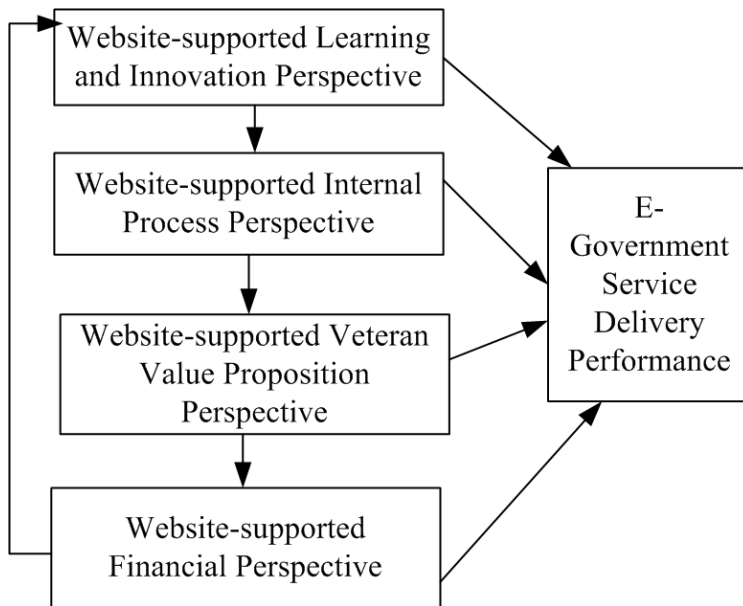 Website-supported Learning
and Innovation Perspective
Website-supported Internal
Process Perspective
Website-supported Veteran
Value Proposition
Perspective
Website-supported
Financial Perspective
E-
Government
Service
Delivery
Performance